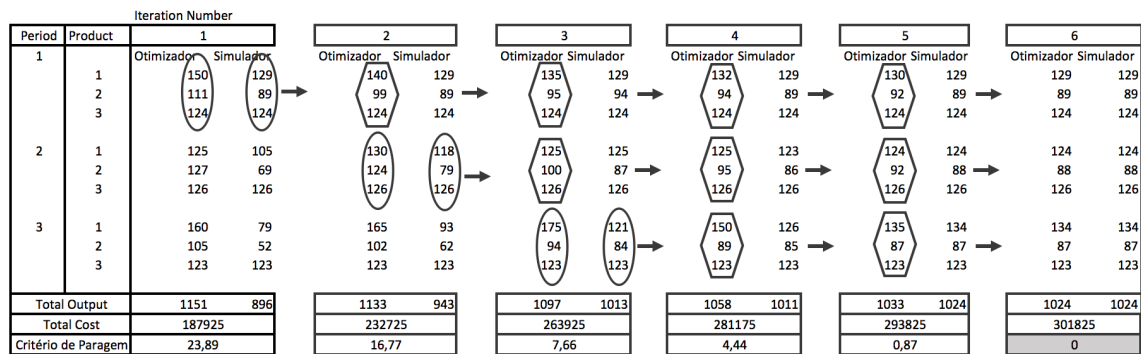 Iteration Number
Period Product 1 2 3 4 5 6
1 Otimizador Simulador Otimizador Simulador Otimizador Simulador Otimizador Simulador Otimizador Simulador Otimizador Simulador
1 150 129 140 129 135 129 132 129 130 129 129 129
2 111 89 99 89 95 94 94 89 92 89 89 89
3 124 124 124 124 124 124 124 124 124 124 124 124
2 1 125 105 130 118 125 125 125 123 124 124 124 124
2 127 69 124 79 100 87 95 86 92 88 88 88
3 126 126 126 126 126 126 126 126 126 126 126 126
3 1 160 79 165 93 175 121 150 126 135 134 134 134
2 105 52 102 62 94 84 89 85 87 87 87 87
3 123 123 123 123 123 123 123 123 123 123 123 123
Total Output 1151 896 1133 943 1097 1013 1058 1011 1033 1024 1024 1024
Total Cost 187925 232725 263925 281175 293825 301825
Critério de Paragem 23,89 16,77 7,66 4,44 0,87 0